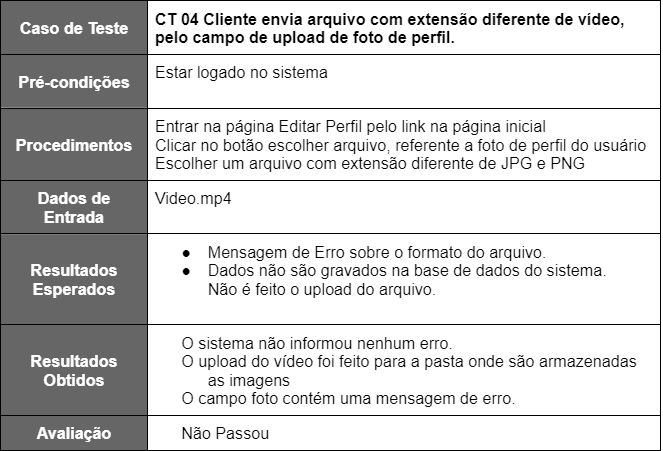 Caso de Teste
CT 04 Cliente envia arquivo com extensão diferente de vídeo,
pelo campo de upload de foto de perfil.
Pré-condições
Estar logado no sistema
Procedimentos
Entrar na página Editar Perfil pelo link na página inicial
Clicar no botão escolher arquivo, referente a foto de perfil do usuário
Escolher um arquivo com extensão diferente de JPG e PNG
Dados de
Entrada
Video.mp4
Resultados
Esperados
● Mensagem de Erro sobre o formato do arquivo.
● Dados não são gravados na base de dados do sistema.
Não é feito o upload do arquivo.
Resultados
Obtidos
O sistema não informou nenhum erro.
O upload do vídeo foi feito para a pasta onde são armazenadas
as imagens
O campo foto contém uma mensagem de erro.
Avaliação
Não Passou